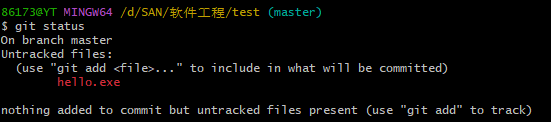 86173@YT MINGW64 /d/SAN/软件工程/test (master)
$ git status
On branch master
Untracked files:
  (use "git add <file>..." to include in what will be committed)
        hello.exe

nothing added to commit but untracked files present (use "git add" to track)